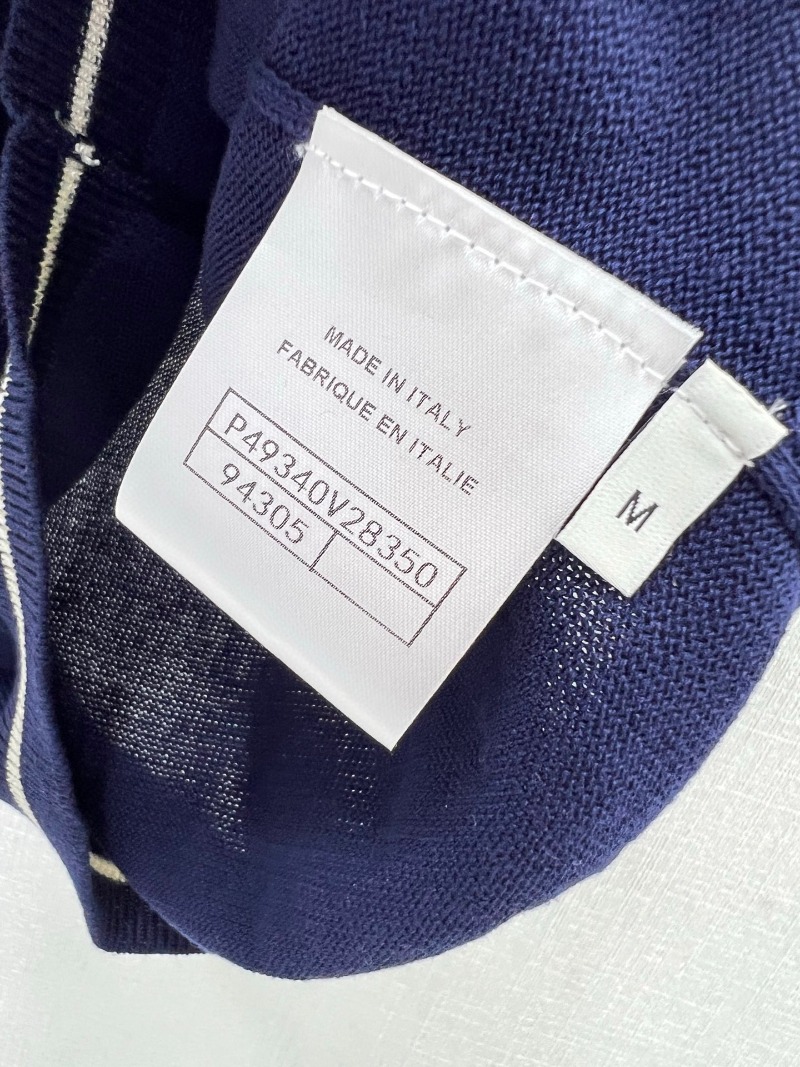 MADE IN ITALY
FABRIQUE EN ITALIE
P49340V28350
94305
M